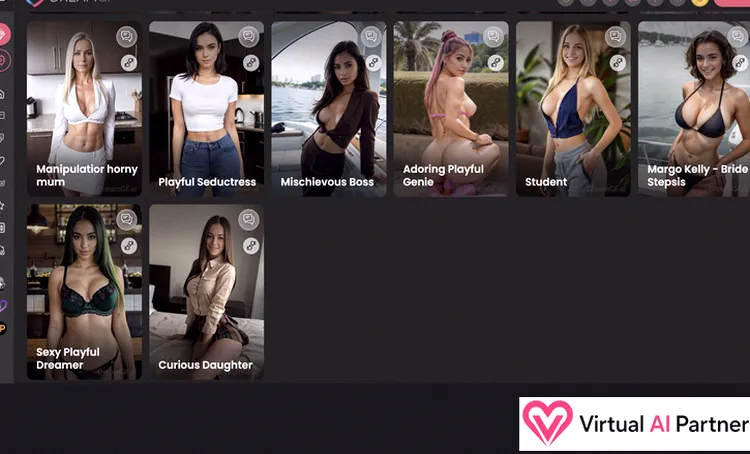 Manipulatior horny
mum
Playful Seductress
Mischievous Boss
Adoring Playful
Genie
Student
Margo Kelly - Bride
Stepsis
Sexy Playful
Dreamer
Curious Daughter
Virtual AI Partner